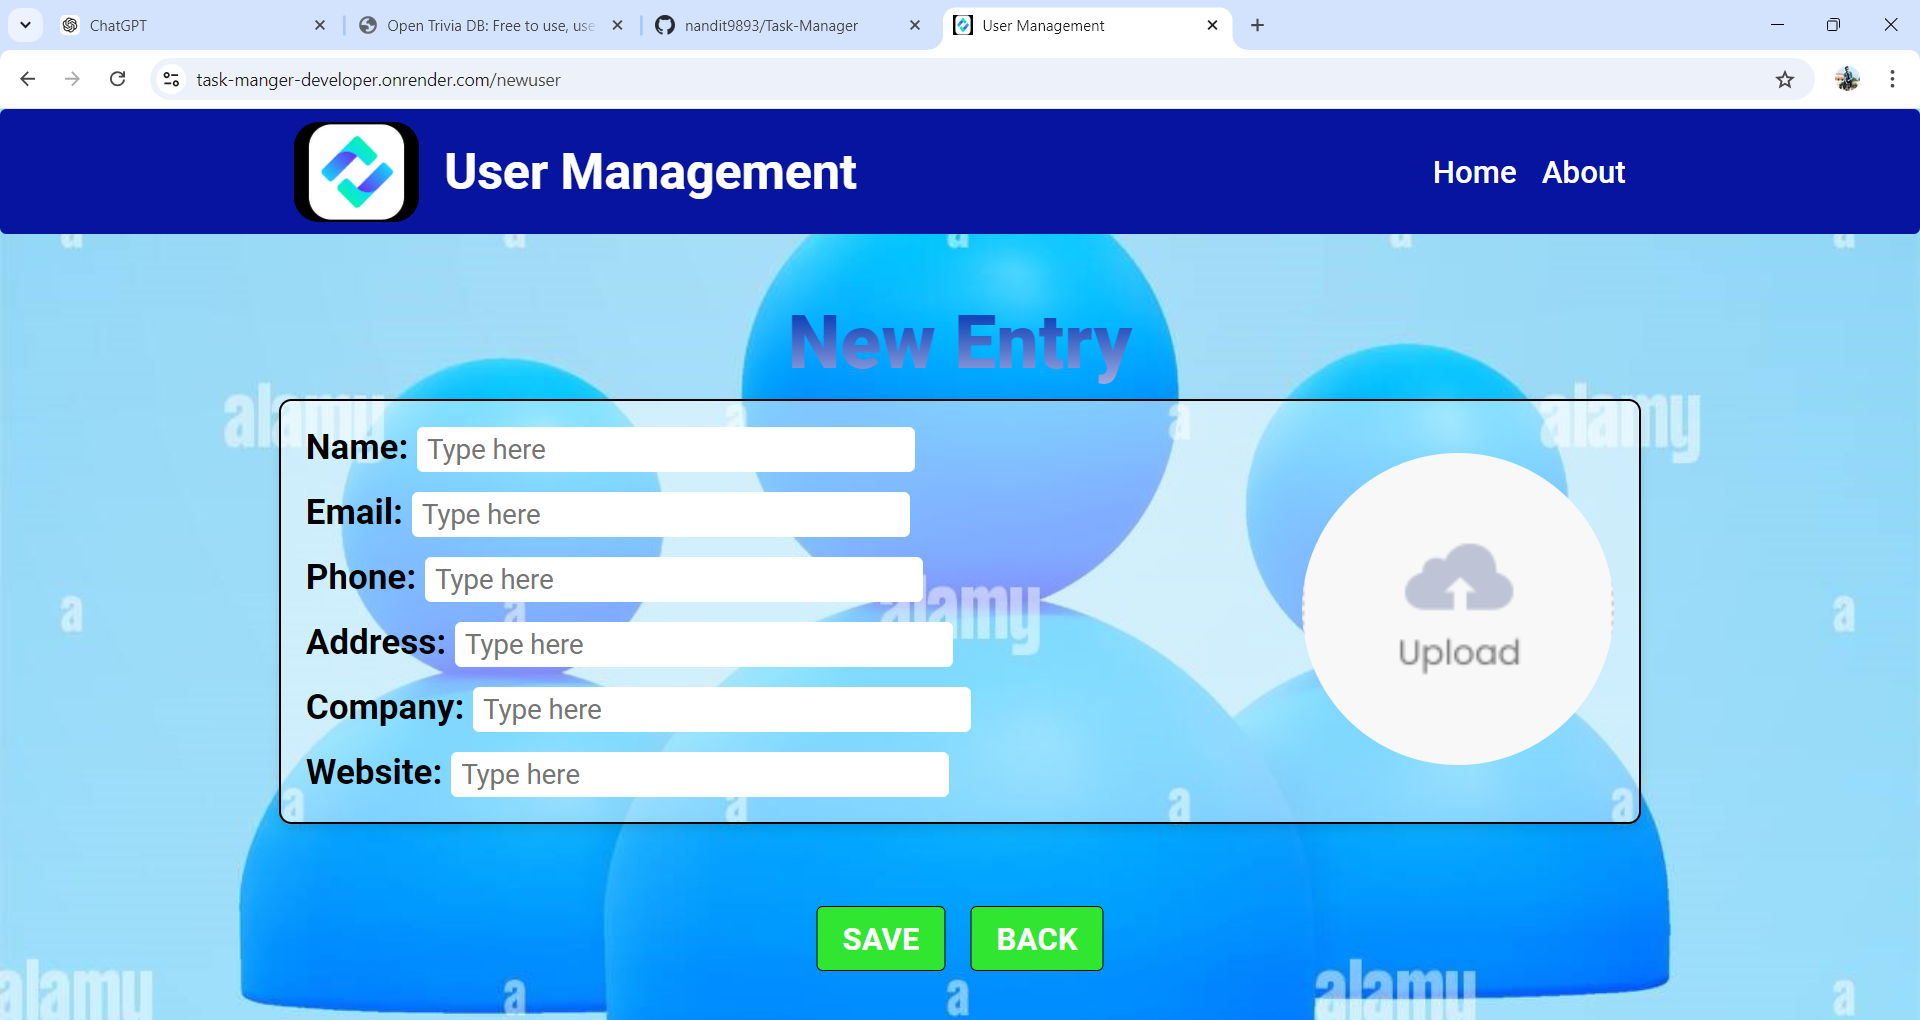 ChatGPT
Open Trivia DB: Free to use, use
nandit9893/Task-Manager
User Management
task-manger-developer.onrender.com/newuser
User Management
Home
About
a a a a a
New Entry
alamy alamy
a a
Name: Type here
Email: Type here
Phone: Type here
a a alamy a
Upload
Address: Type here
Company: Type here
Website: Type here
a a a a
SAVE
BACK
alamy a a alamy a